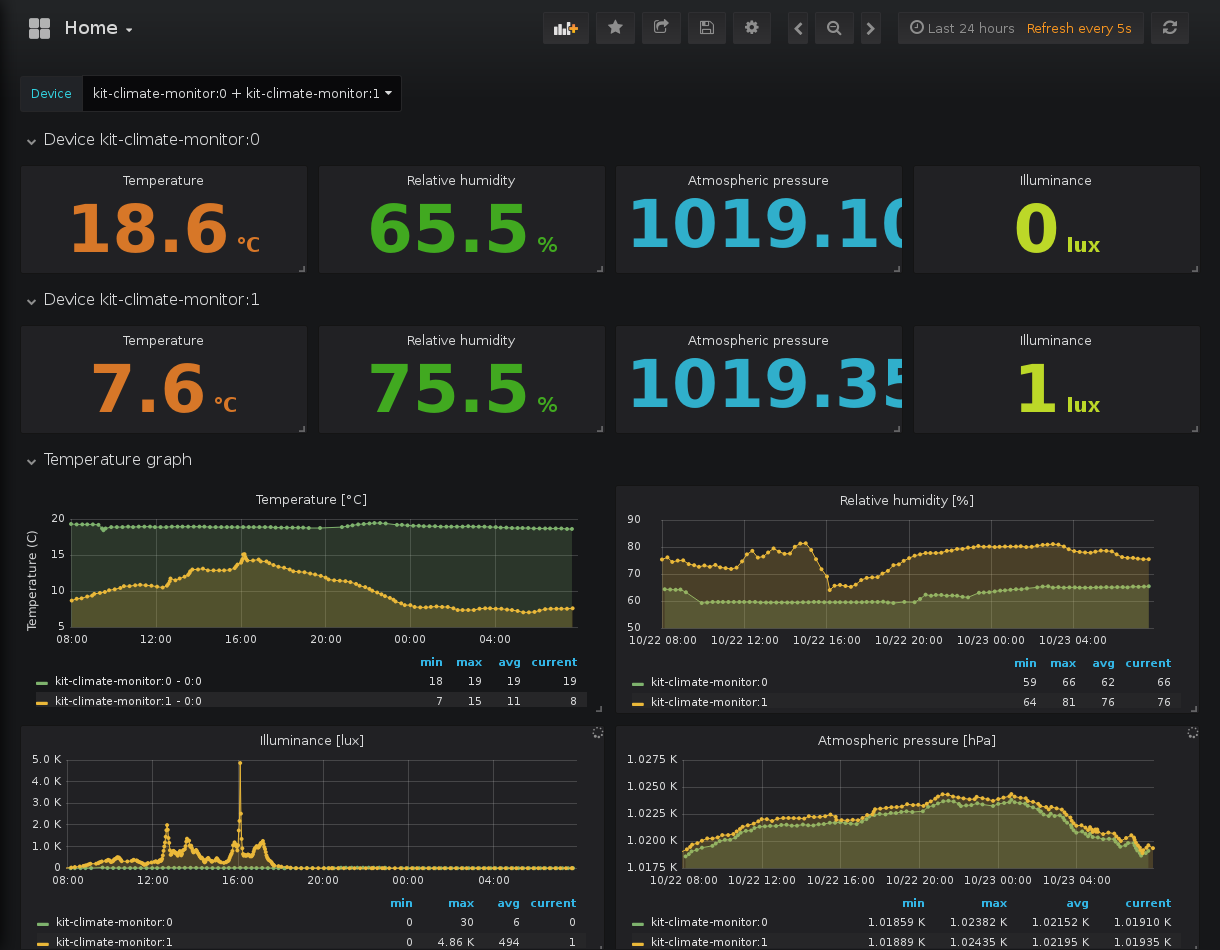 Home
Last 24 hours Refresh every 5s
Device kit-climate-monitor:0 + kit-climate-monitor:1
Device kit-climate-monitor:0
Temperature Relative humidity Atmospheric pressure Illuminance
18.6 °C 65.5 % 1019.10 0 lux
Device kit-climate-monitor:1
Temperature Relative humidity Atmospheric pressure Illuminance
7.6 °C 75.5 % 1019.35 1 lux
Temperature graph
Temperature [°C]
Temperature (C)
20
15
10
5
08:00 12:00 16:00 20:00 00:00 04:00
min max avg current
kit-climate-monitor:0 - 0:0 18 19 19 19
kit-climate-monitor:1 - 0:0 7 15 11 8
Relative humidity [%]
90
80
70
60
50
10/22 08:00 10/22 12:00 10/22 16:00 10/22 20:00 10/23 00:00 10/23 04:00
min max avg current
kit-climate-monitor:0 59 66 62 66
kit-climate-monitor:1 64 81 76 76
Illuminance [lux]
5.0 K
4.0 K
3.0 K
2.0 K
1.0 K
0
08:00 12:00 16:00 20:00 00:00 04:00
min max avg current
kit-climate-monitor:0 0 30 6 0
kit-climate-monitor:1 0 4.86 K 494 1
Atmospheric pressure [hPa]
1.0275 K
1.0250 K
1.0225 K
1.0200 K
1.0175 K
10/22 08:00 10/22 12:00 10/22 16:00 10/22 20:00 10/23 00:00 10/23 04:00
min max avg current
kit-climate-monitor:0 1.01859 K 1.02382 K 1.02152 K 1.01910 K
kit-climate-monitor:1 1.01889 K 1.02435 K 1.02195 K 1.01935 K